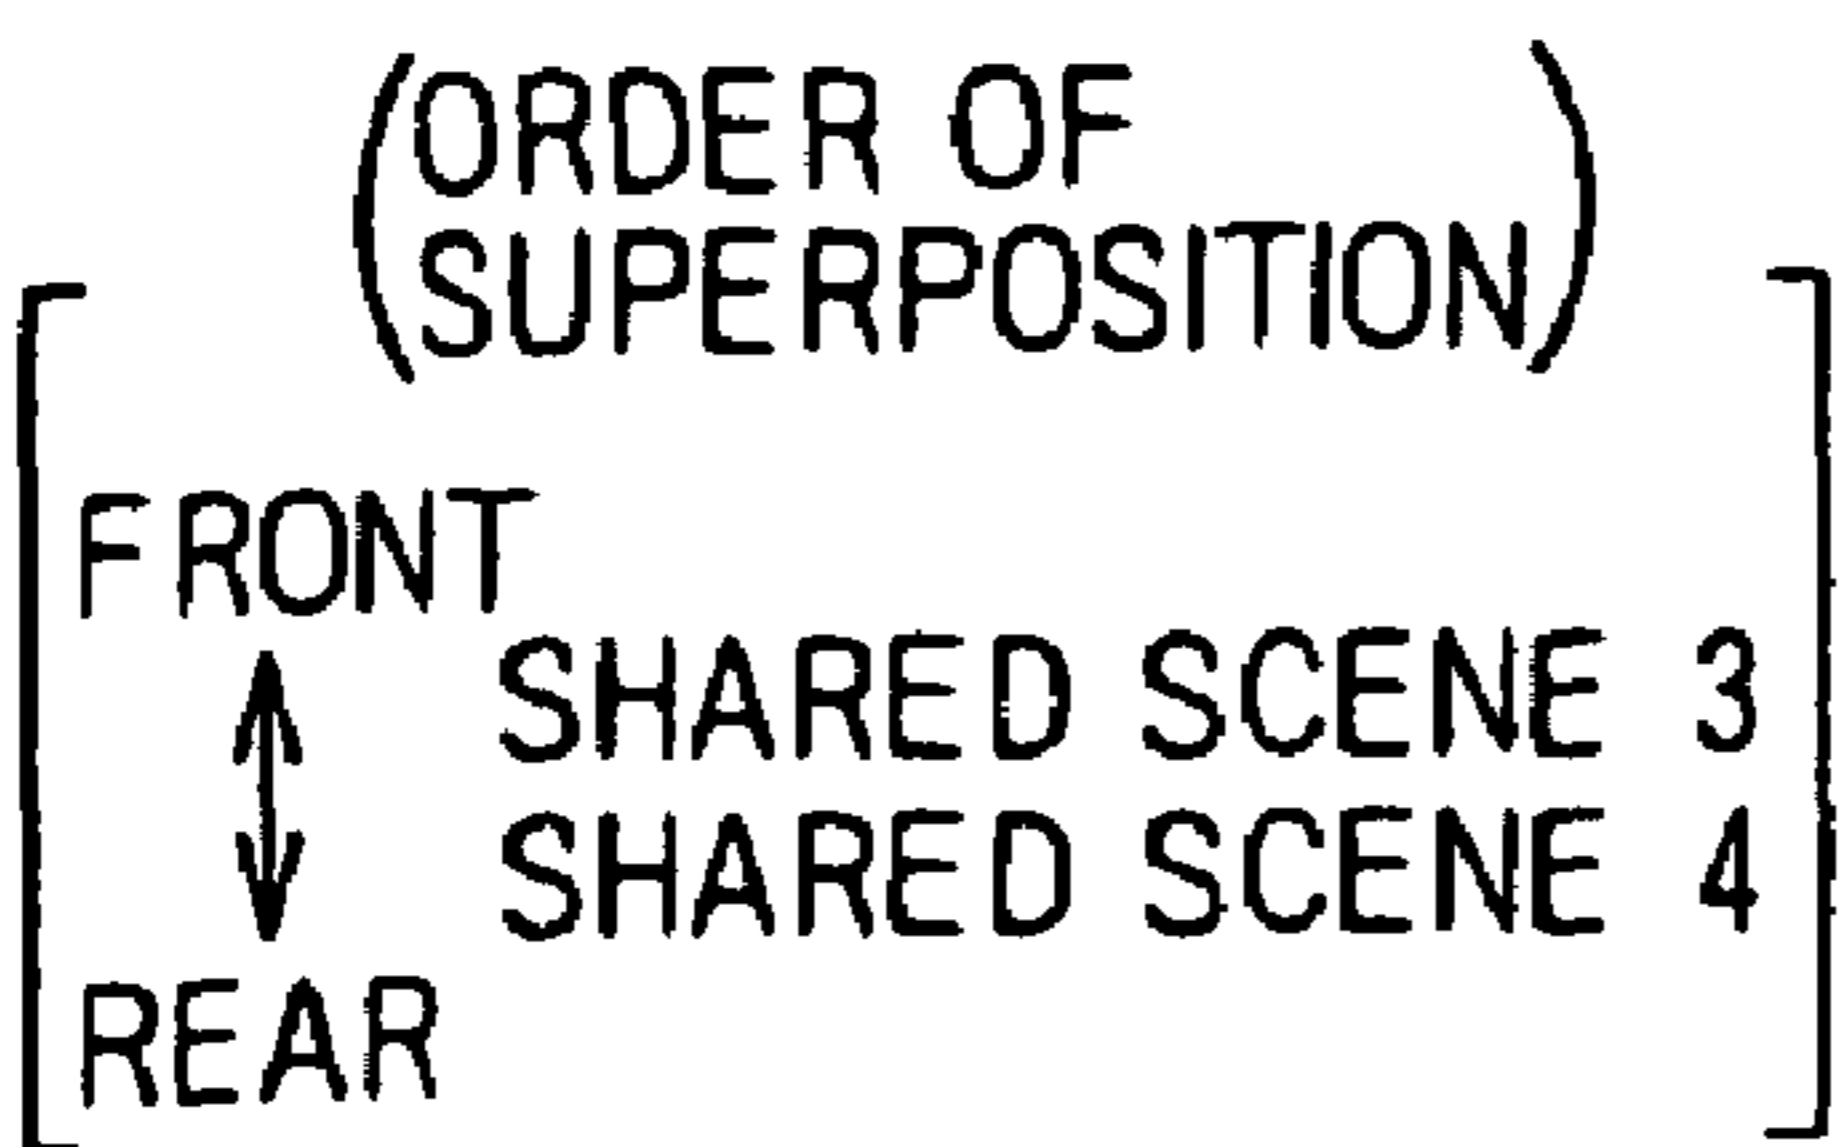 (ORDER OF
SUPERPOSITION)
FRONT
SHARED SCENE 3
SHARED SCENE 4
REAR